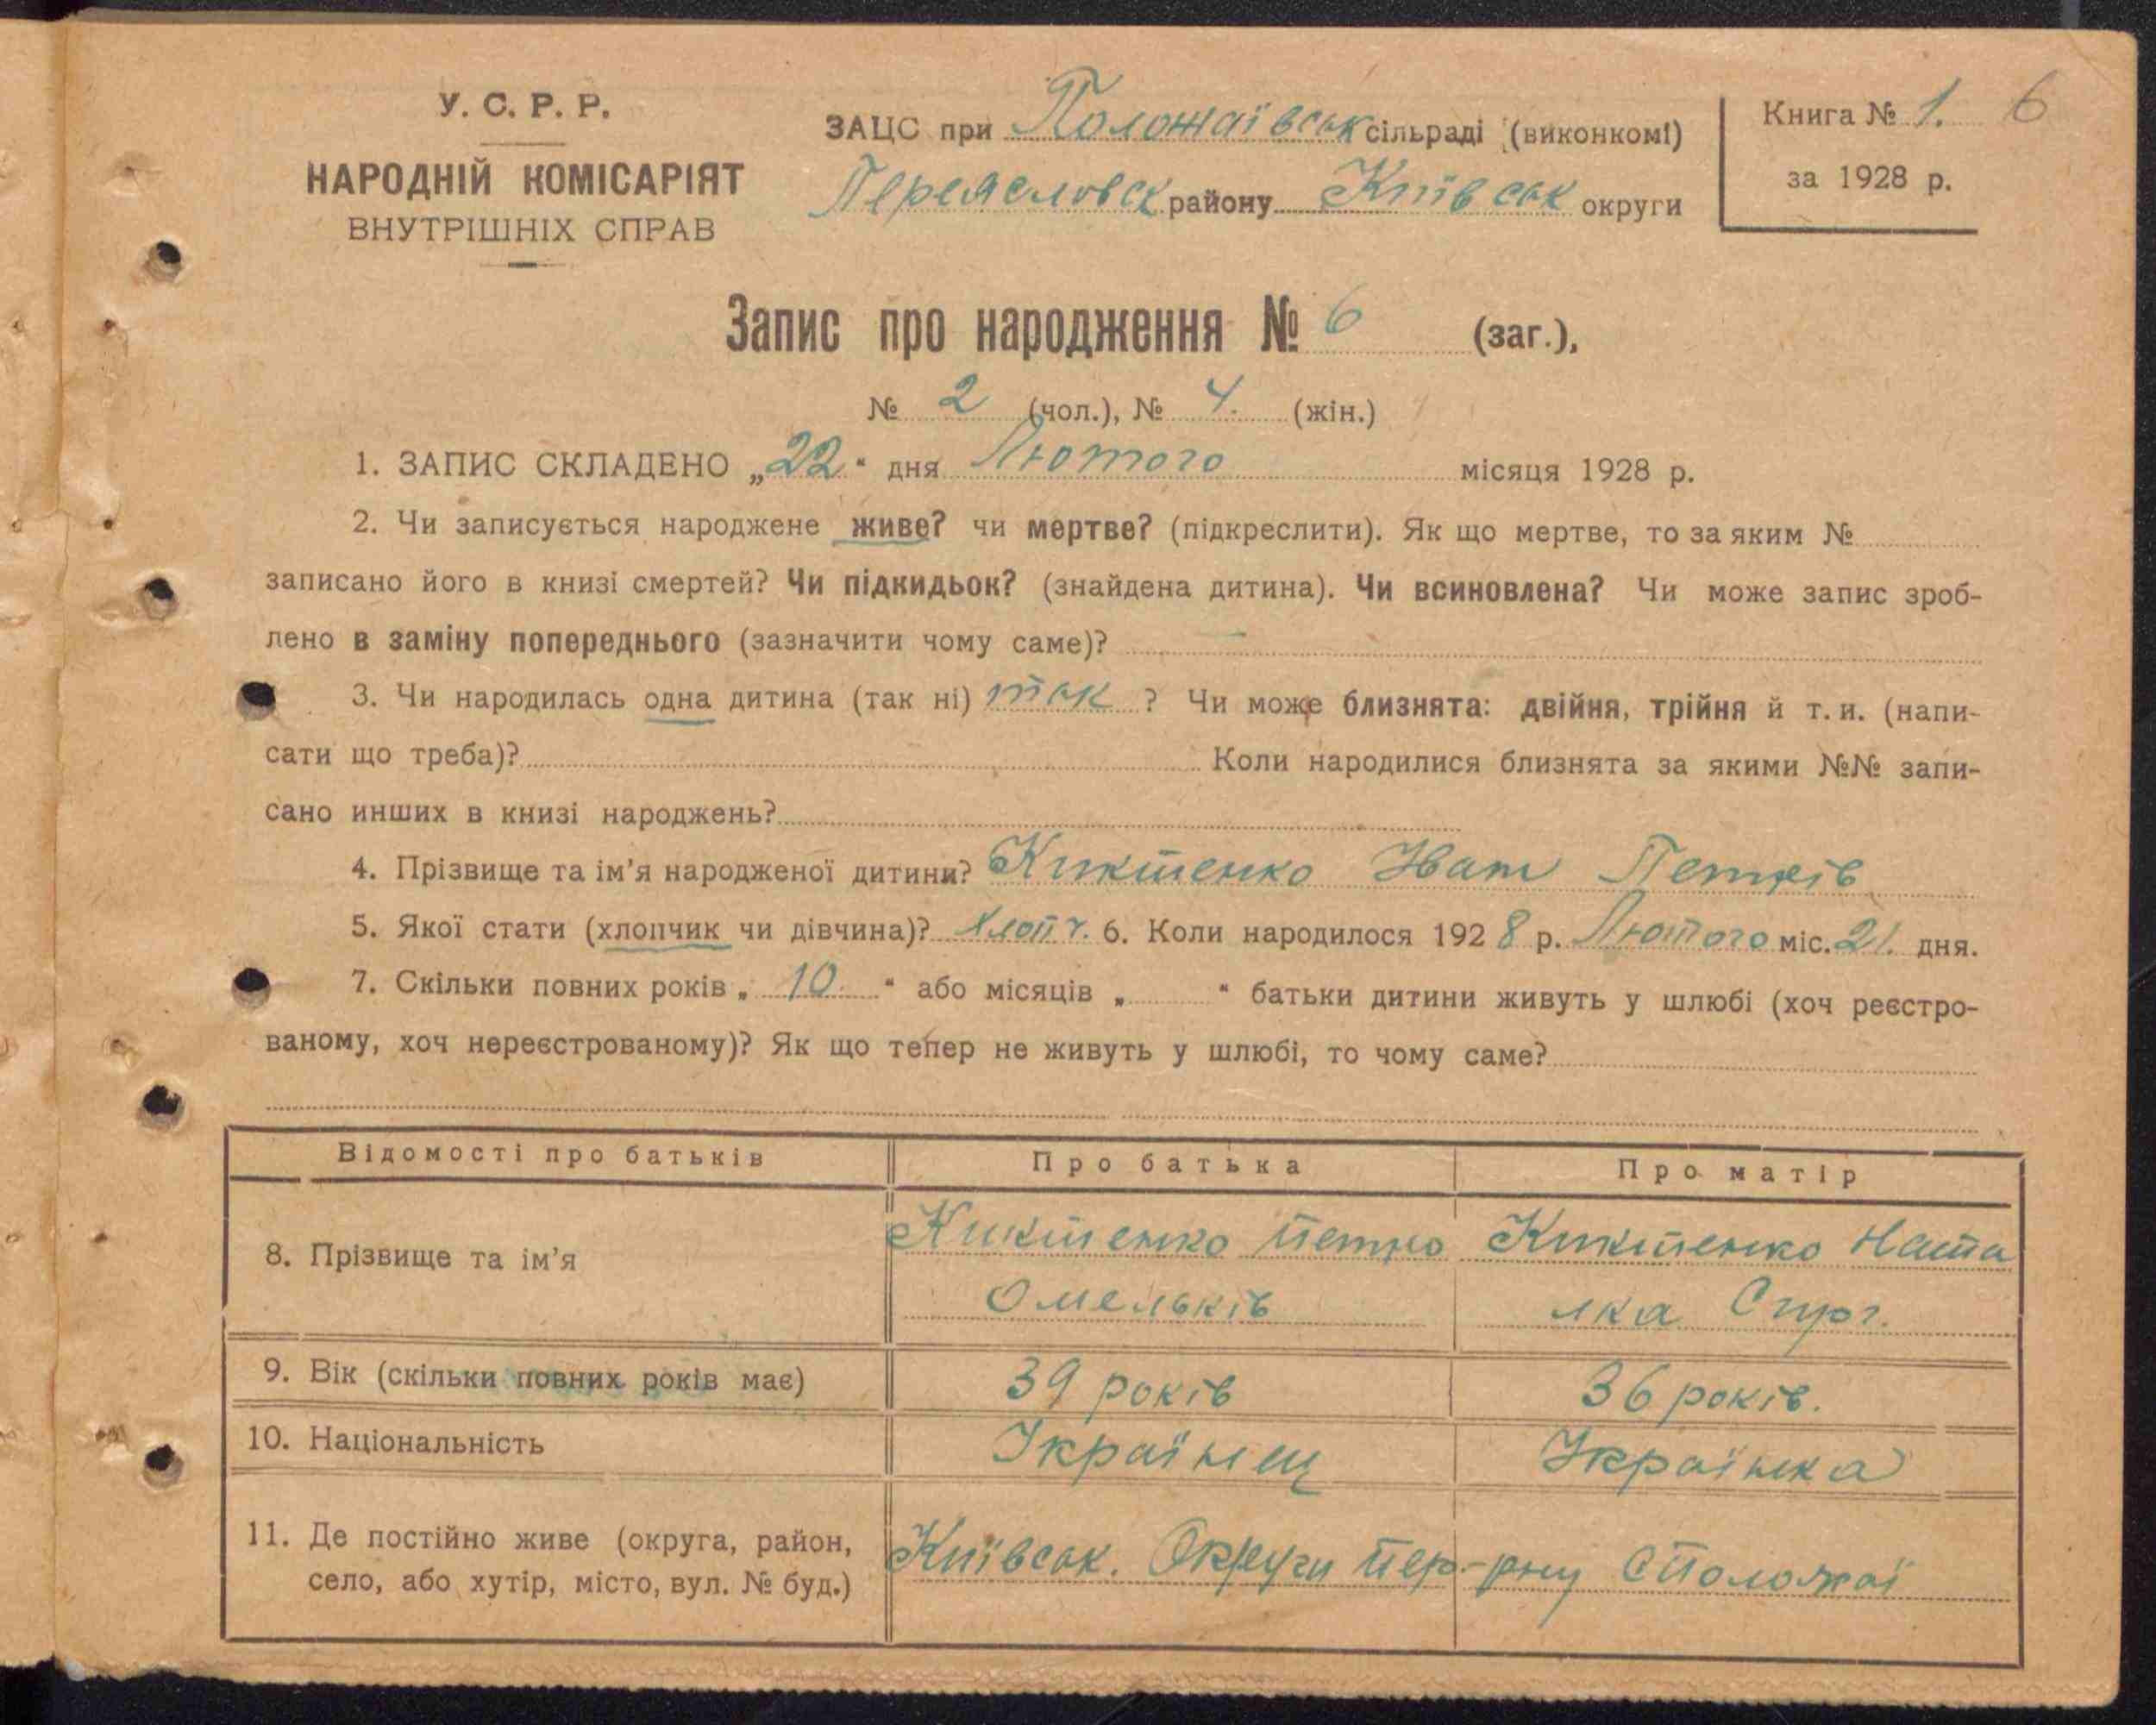 У. С. Р. Р.
НАРОДНІЙ КОМІСАРІЯТ
ВНУТРІШНІХ СПРАВ
ЗАЦС при Положаївськ сільраді (виконкомі)
Переясловськ району Київськ округи
Книга № 1. 6
за 1928 р.
Запис про народження № 6 (заг.),
№ 2 (чол.), № 4. (жін.)
1. ЗАПИС СКЛАДЕНО „22“ дня Лютого місяця 1928 р.
2. Чи записується народжене живе? чи мертве? (підкреслити). Як що мертве, то за яким №
записано його в книзі смертей? Чи підкидьок? (знайдена дитина). Чи всиновлена? Чи може запис зроб-
лено в заміну попереднього (зазначити чому саме)? —
3. Чи народилась одна дитина (так ні) так ? Чи може близнята: двійня, трійня й т. и. (напи-
сати що треба)? Коли народилися близнята за якими №№ запи-
сано инших в книзі народжень?
4. Прізвище та ім'я народженої дитини? Киктенко Іван Петрів
5. Якої стати (хлопчик чи дівчина)? Хлопч. 6. Коли народилося 1928 р. Лютого міс. 21. дня.
7. Скільки повних років „ 10. “ або місяців „ “ батьки дитини живуть у шлюбі (хоч реєстро-
ваному, хоч нереєстрованому)? Як що тепер не живуть у шлюбі, то чому саме?
Відомості про батьків Про батька Про матір
8. Прізвище та ім'я Киктенко Петро Киктенко Ната
Омельків лка
9. Вік (скільки повних років має) 39 років 36 років.
10. Національність Українец Українка
11. Де постійно живе (округа, район, Київськ. Округи Пер- рну С Положаї
село, або хутір, місто, вул. № буд.)